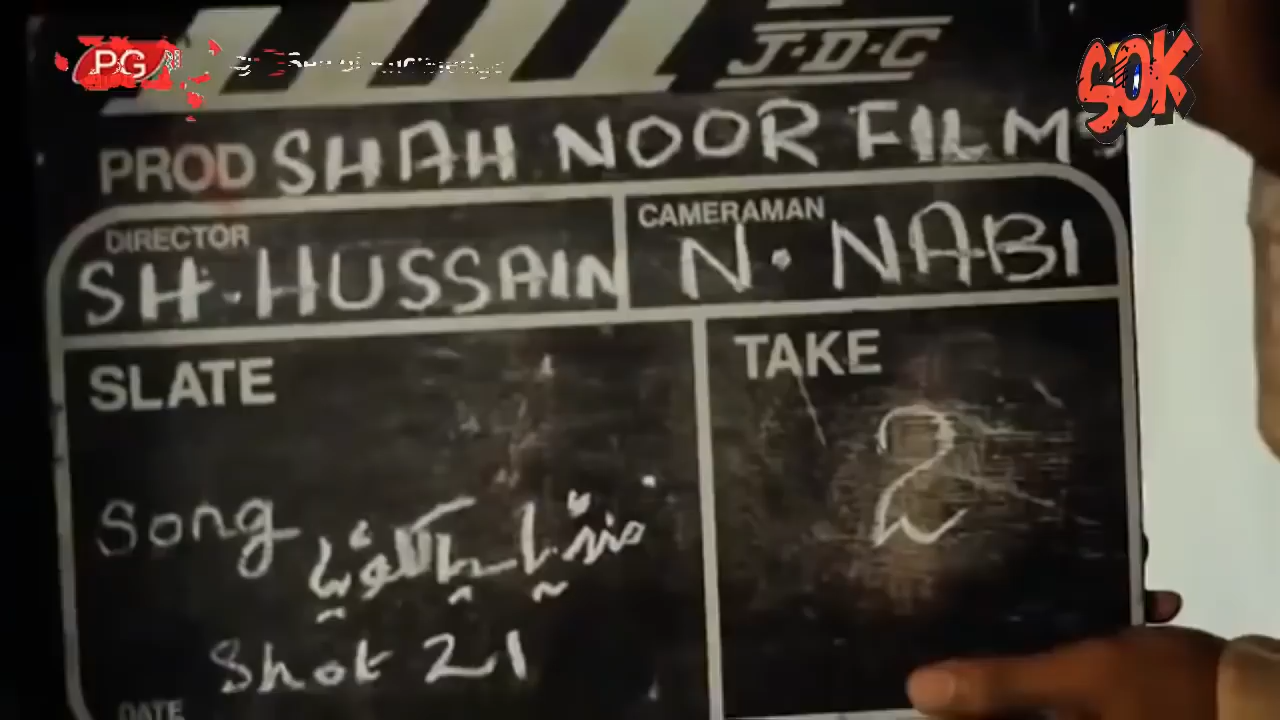 J·D·C
PG
SOK
PROD SHAH NOOR FILMS
DIRECTOR
SH·HUSSAIN
CAMERAMAN
N·NABI
SLATE
TAKE
2
Song
Shot 21
DATE